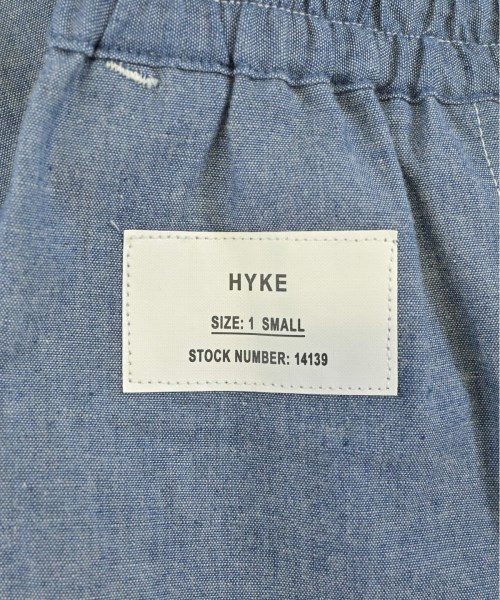 HYKE
SIZE: 1 SMALL
STOCK NUMBER: 14139